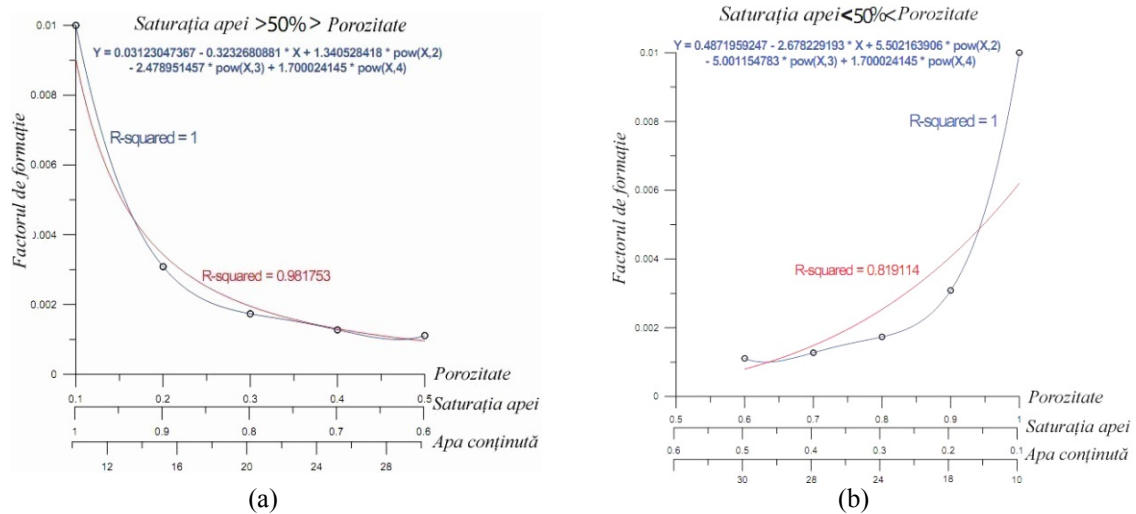 Saturația apei >50% > Porozitate
Y = 0.03123047367 - 0.3232680881 * X + 1.340528418 * pow(X,2)
- 2.478951457 * pow(X,3) + 1.700024145 * pow(X,4)
0.01
0.008
0.006
0.004
0.002
0
Factorul de formație
R-squared = 1
R-squared = 0.981753
Porozitate
0.1 0.2 0.3 0.4 0.5
Saturația apei
1 0.9 0.8 0.7 0.6
Apa conținută
12 16 20 24 28
(a)
Saturația apei<50%<Porozitate
Y = 0.4871959247 - 2.678229193 * X + 5.502163906 * pow(X,2)
- 5.001154783 * pow(X,3) + 1.700024145 * pow(X,4)
0.01
0.008
0.006
0.004
0.002
0
Factorul de formație
R-squared = 1
R-squared = 0.819114
Porozitate
0.5 0.6 0.7 0.8 0.9 1
Saturația apei
0.6 0.5 0.4 0.3 0.2 0.1
Apa conținută
30 28 24 18 10
(b)